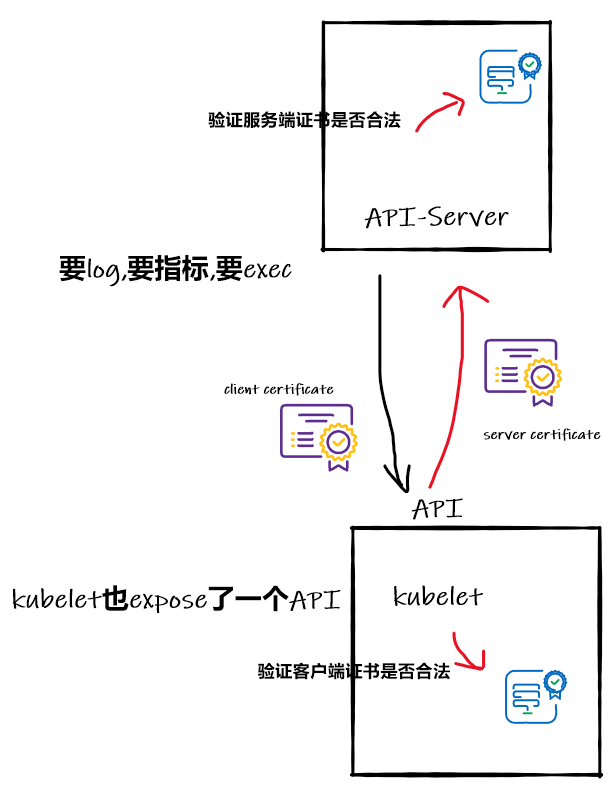 验证服务端证书是否合法
API-Server
要log,要指标,要exec
client certificate
server certificate
API
kubelet也expose了一个API
kubelet
验证客户端证书是否合法